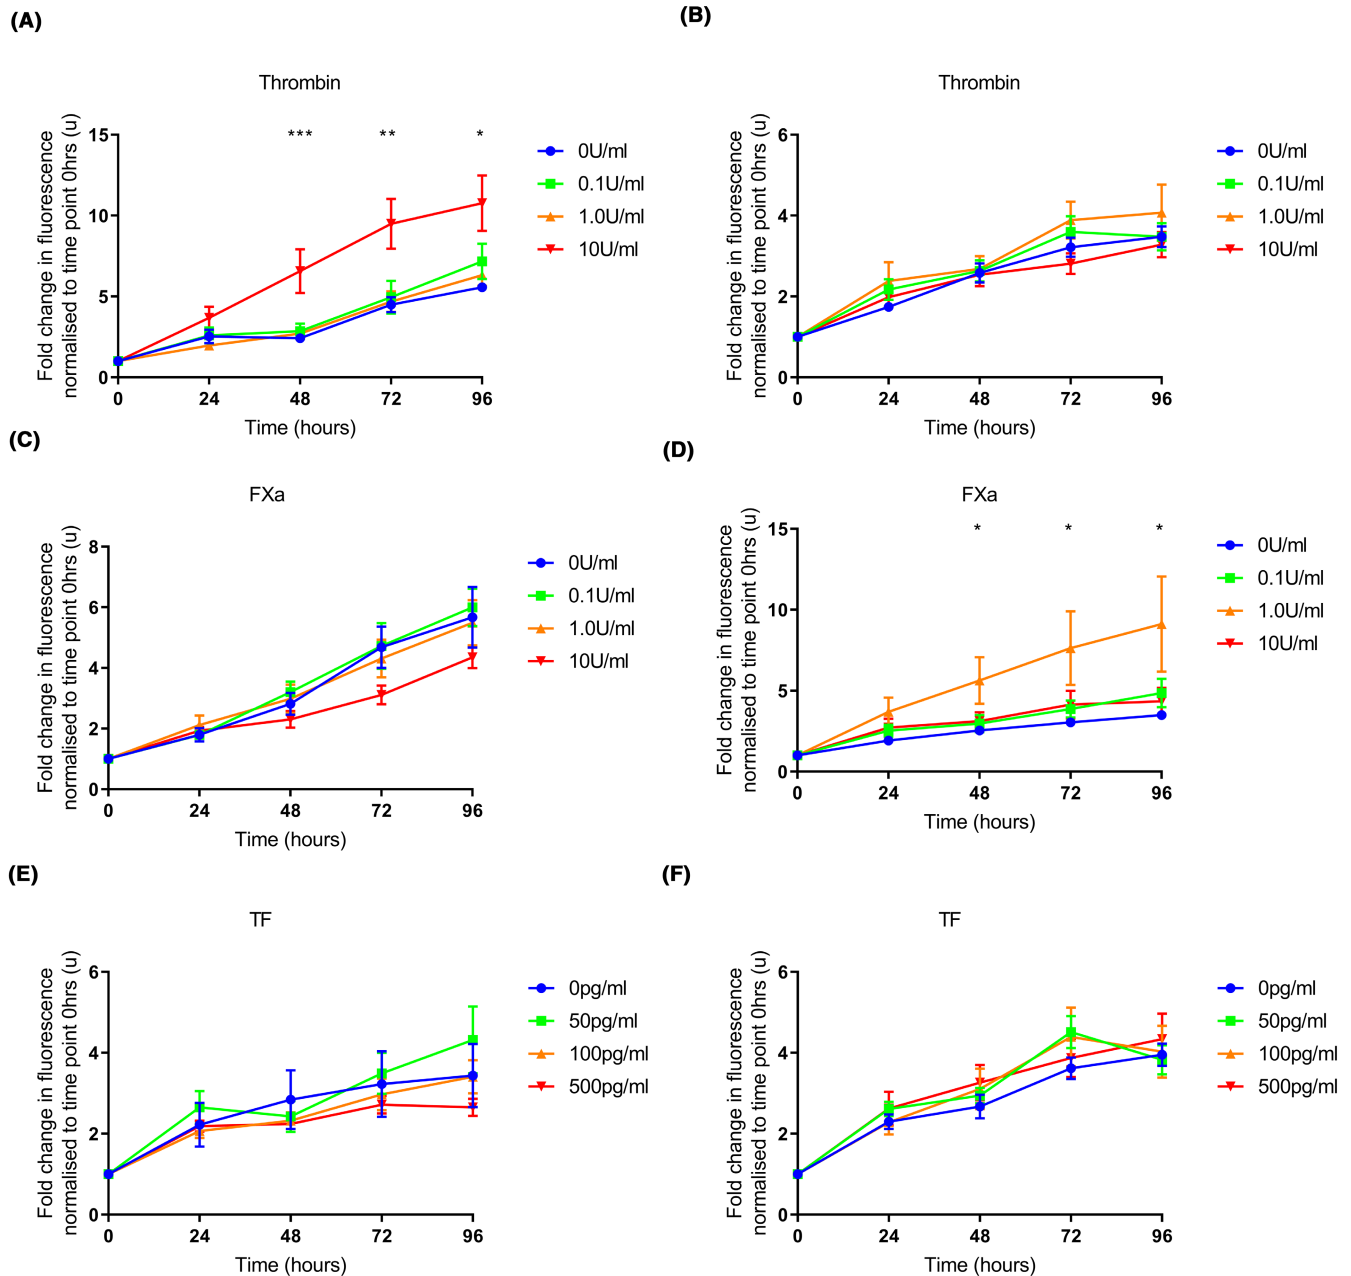 (A)
Thrombin
Fold change in fluorescence
normalised to time point 0hrs (u)
15
10
5
0
***
**
*
0
24
48
72
96
Time (hours)
0U/ml
0.1U/ml
1.0U/ml
10U/ml
(B)
Thrombin
Fold change in fluorescence
normalised to time point 0hrs (u)
6
4
2
0
0
24
48
72
96
Time (hours)
0U/ml
0.1U/ml
1.0U/ml
10U/ml
(C)
FXa
Fold change in fluorescence
normalised to time point 0hrs (u)
8
6
4
2
0
0
24
48
72
96
Time (hours)
0U/ml
0.1U/ml
1.0U/ml
10U/ml
(D)
FXa
Fold change in fluorescence
normalised to time point 0hrs (u)
15
10
5
0
*
*
*
0
24
48
72
96
Time (hours)
0U/ml
0.1U/ml
1.0U/ml
10U/ml
(E)
TF
Fold change in fluorescence
normalised to time point 0hrs (u)
6
4
2
0
0
24
48
72
96
Time (hours)
0pg/ml
50pg/ml
100pg/ml
500pg/ml
(F)
TF
Fold change in fluorescence
normalised to time point 0hrs (u)
6
4
2
0
0
24
48
72
96
Time (hours)
0pg/ml
50pg/ml
100pg/ml
500pg/ml